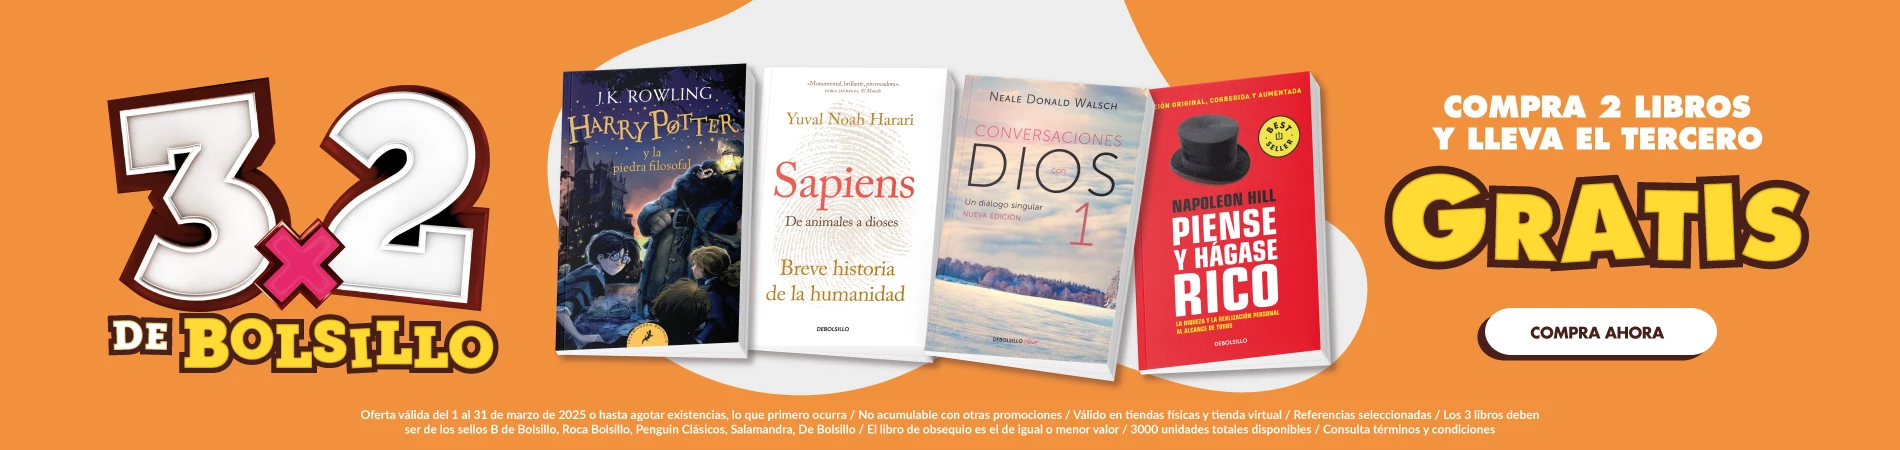 3x2
DE BOLSILLO
J.K. ROWLING
HARRY POTTER
y la
piedra filosofal
«Monumental, brillante, provocadora».
Yuval Noah Harari
Sapiens
De animales a dioses
Breve historia
de la humanidad
DEBOLSILLO
NEALE DONALD WALSCH
CONVERSACIONES
con
DIOS
1
Un diálogo singular
NUEVA EDICIÓN
DEBOLSILLO
CIÓN ORIGINAL, CORREGIDA Y AUMENTADA
BEST
SELLER
NAPOLEON HILL
PIENSE
Y HÁGASE
RICO
LA RIQUEZA Y LA REALIZACIÓN PERSONAL
AL ALCANCE DE TODOS
DEBOLSILLO
COMPRA 2 LIBROS
Y LLEVA EL TERCERO
GRATIS
COMPRA AHORA
Oferta válida del 1 al 31 de marzo de 2025 o hasta agotar existencias, lo que primero ocurra / No acumulable con otras promociones / Válido en tiendas físicas y tienda virtual / Referencias seleccionadas / Los 3 libros deben
ser de los sellos B de Bolsillo, Roca Bolsillo, Penguin Clásicos, Salamandra, De Bolsillo / El libro de obsequio es el de igual o menor valor / 3000 unidades totales disponibles / Consulta términos y condiciones